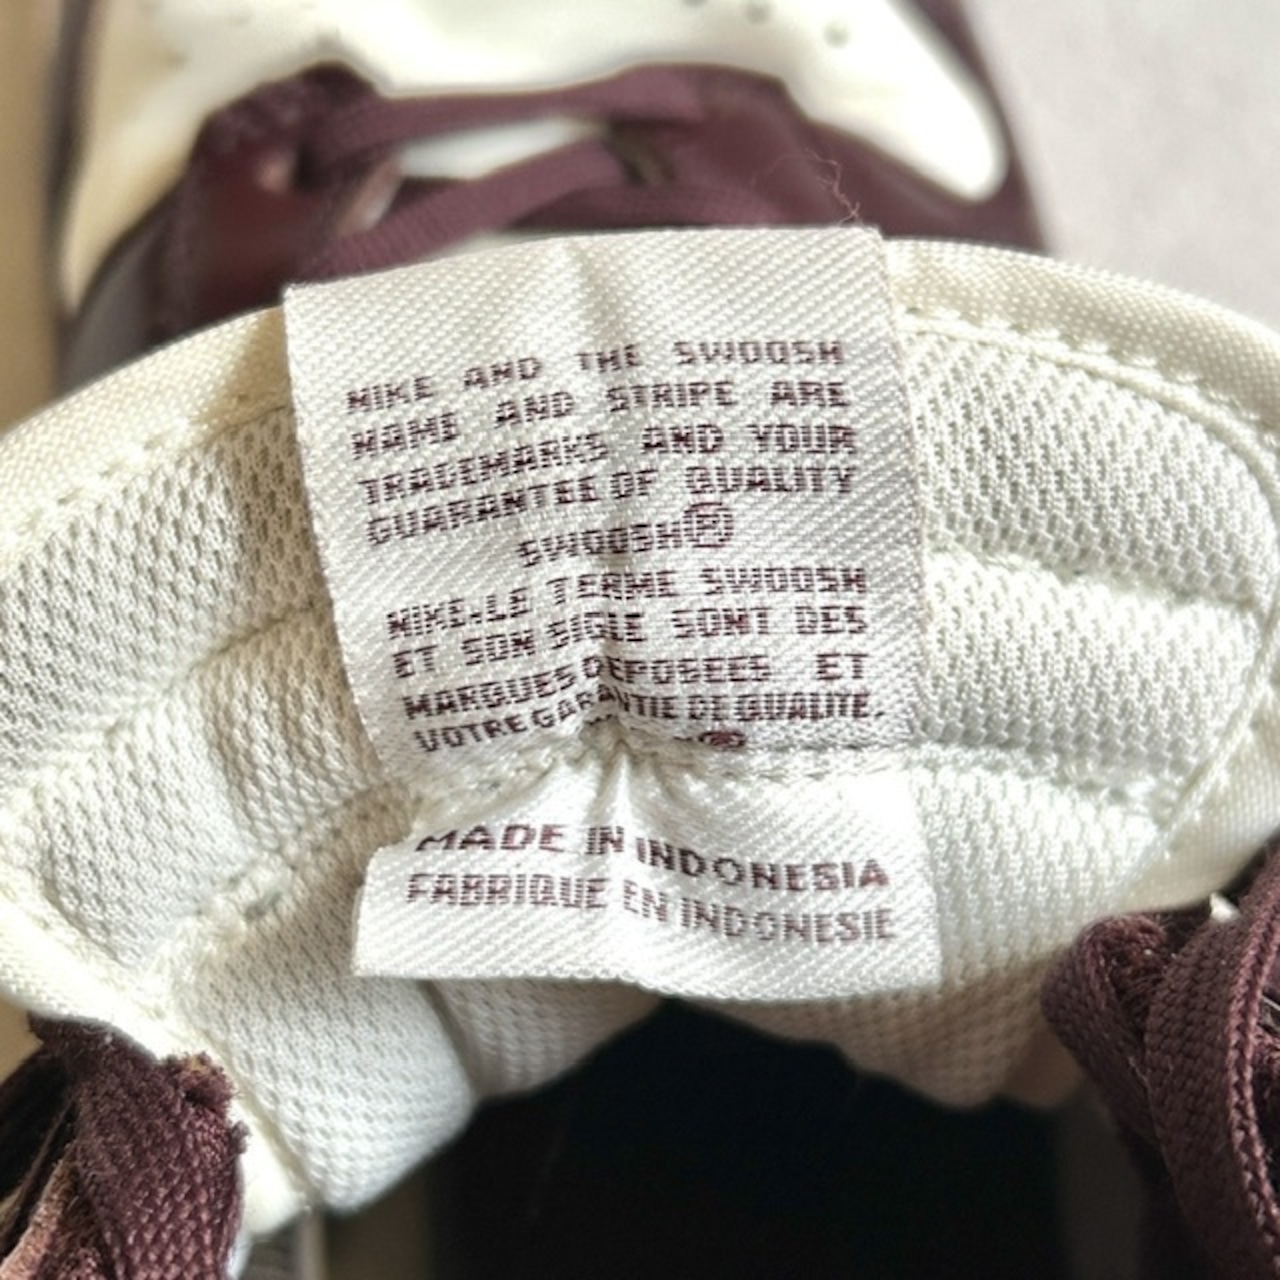 NIKE AND THE SWOOSH
NAME AND STRIPE ARE
TRADEMARKS AND YOUR
GUARANTEE OF QUALITY
SWOOSH®
NIKE.LE TERME SWOOSH
ET SON SIGLE SONT DES
MARQUES DEPOSEES ET
VOTRE GARANTIE DE QUALITE.
®
MADE IN INDONESIA
FABRIQUE EN INDONESIE